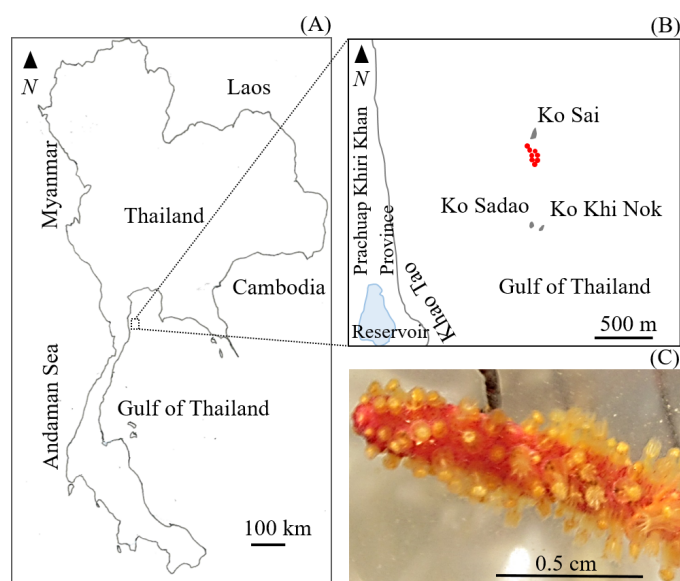 (A)
N
Laos
Myanmar
Thailand
Cambodia
Andaman Sea
Gulf of Thailand
100 km
(B)
N
Ko Sai
Prachuap Khiri Khan
Province
Ko Sadao
Ko Khi Nok
Khao Tao
Gulf of Thailand
Reservoir
500 m
(C)
0.5 cm